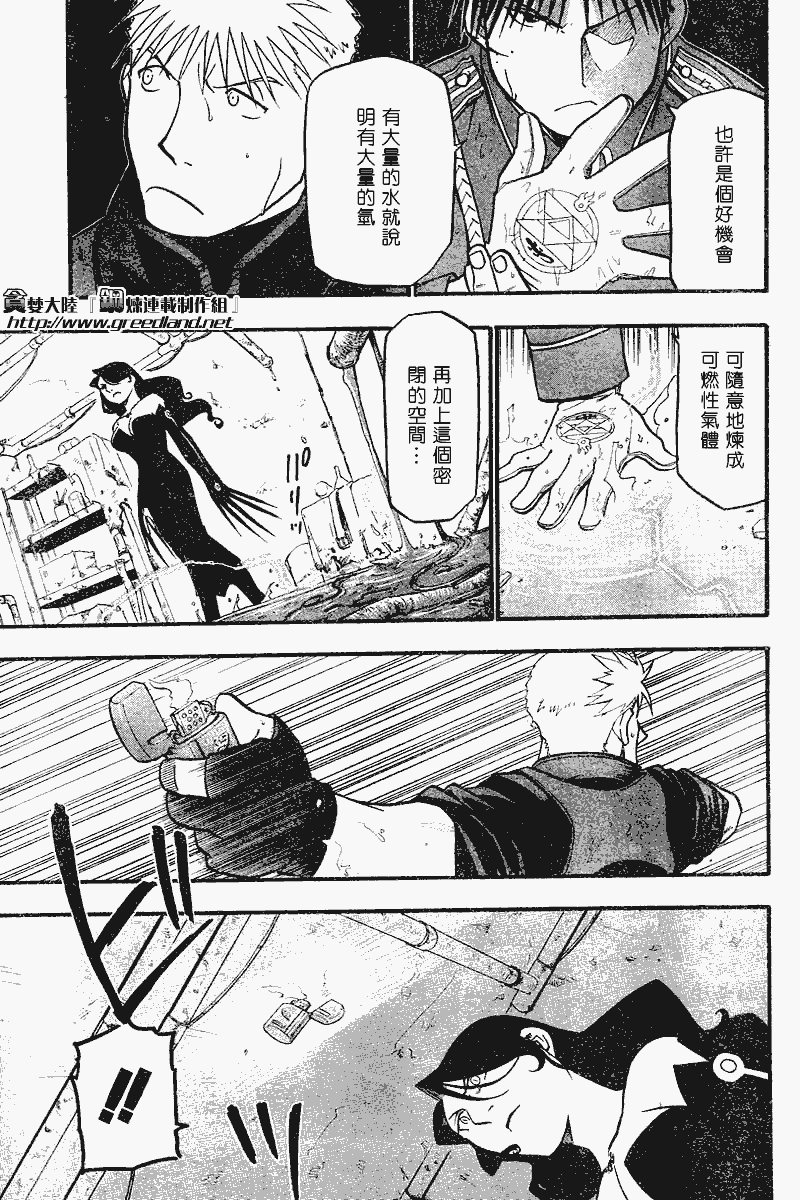 也許是個好機會
有大量的水就說
明有大量的氫
可隨意地煉成
可燃性氣體
再加上這個密
閉的空間…
貪婪大陸『鋼煉連載制作組』
http://www.greedland.net
!!